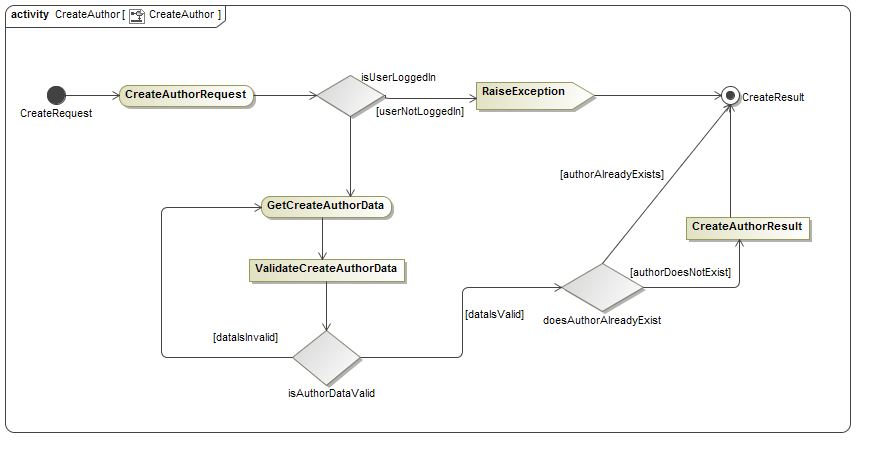 activity CreateAuthor [ CreateAuthor ]
isUserLoggedIn
CreateAuthorRequest
RaiseException
CreateResult
CreateRequest
[userNotLoggedIn]
[authorAlreadyExists]
GetCreateAuthorData
CreateAuthorResult
ValidateCreateAuthorData
[authorDoesNotExist]
[dataIsValid]
doesAuthorAlreadyExist
[dataIsInvalid]
isAuthorDataValid